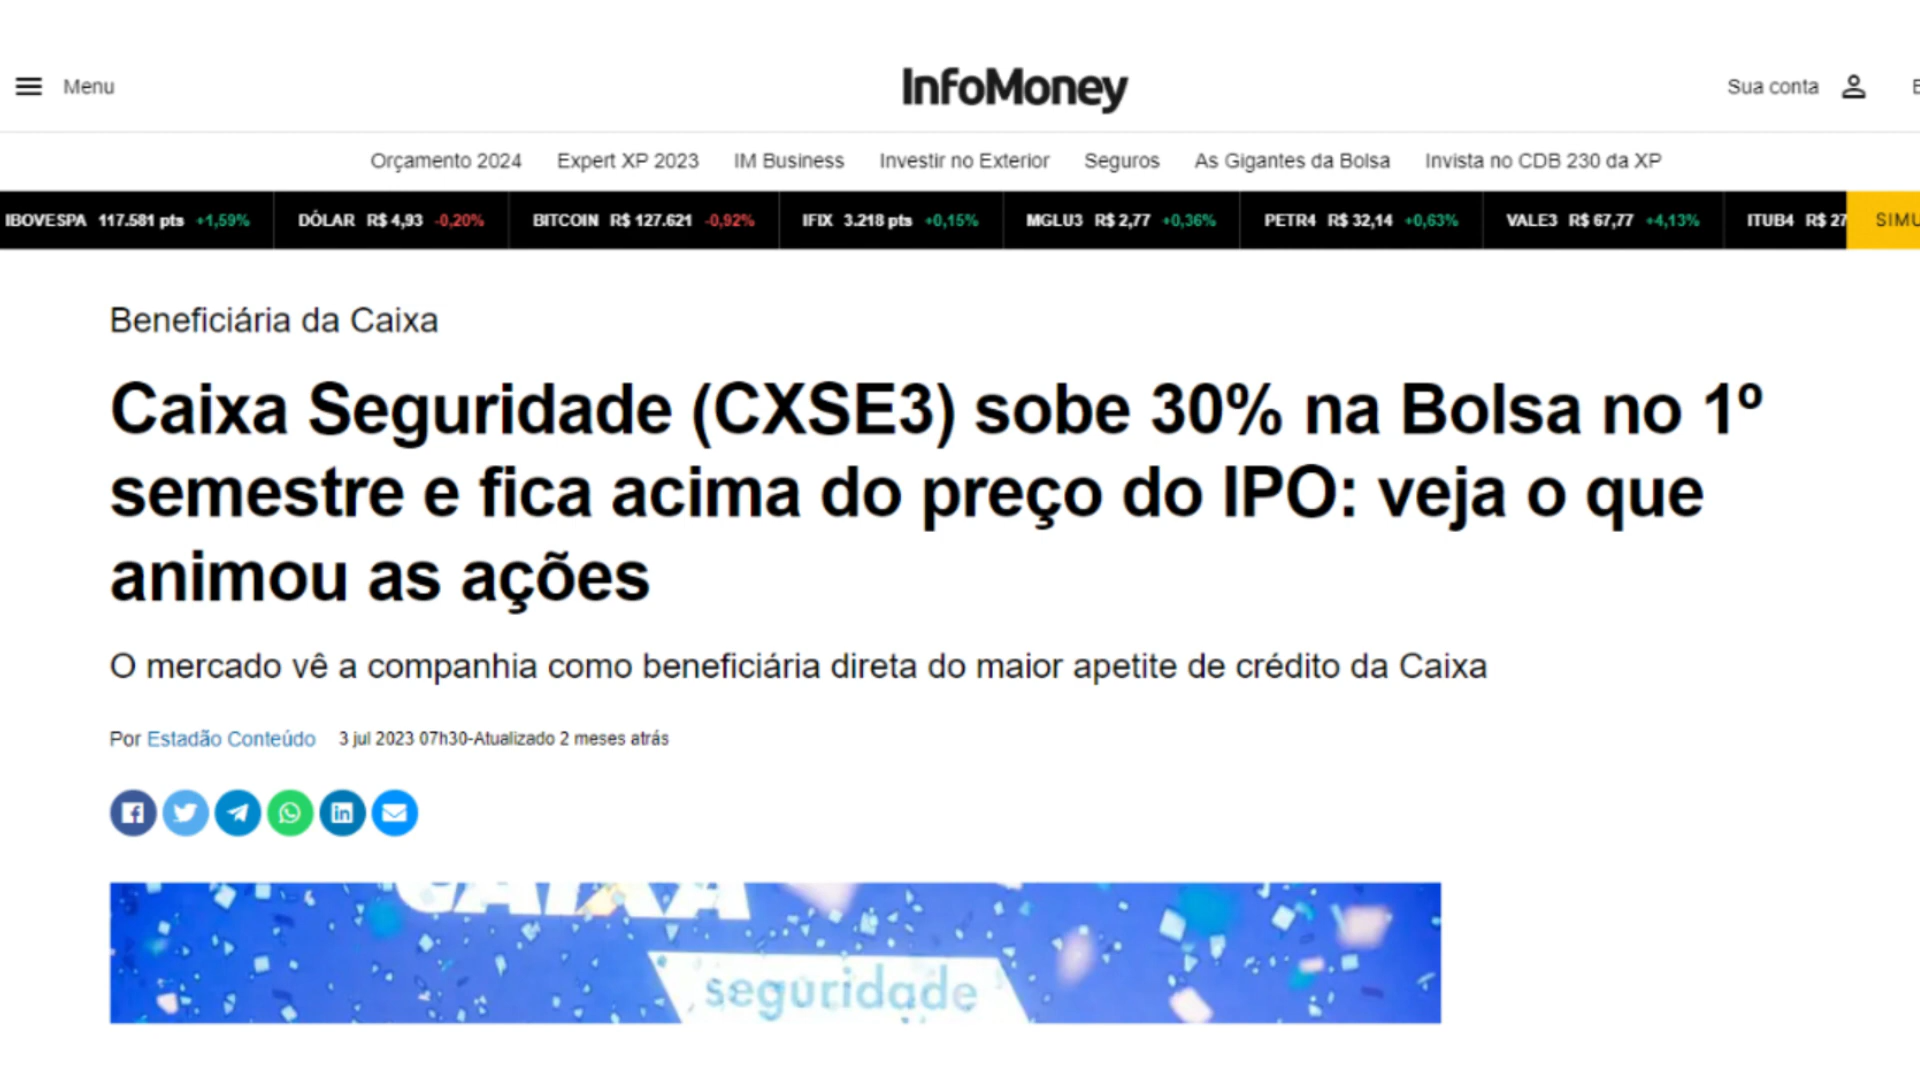 Menu
InfoMoney
Sua conta
Orçamento 2024 Expert XP 2023 IM Business Investir no Exterior Seguros As Gigantes da Bolsa Invista no CDB 230 da XP
IBOVESPA 117.581 pts +1,59% DÓLAR R$ 4,93 -0,20% BITCOIN R$ 127.621 -0,92% IFIX 3.218 pts +0,15% MGLU3 R$ 2,77 +0,36% PETR4 R$ 32,14 +0,63% VALE3 R$ 67,77 +4,13% ITUB4 R$ 27 SIMU
Beneficiária da Caixa
Caixa Seguridade (CXSE3) sobe 30% na Bolsa no 1º
semestre e fica acima do preço do IPO: veja o que
animou as ações
O mercado vê a companhia como beneficiária direta do maior apetite de crédito da Caixa
Por Estadão Conteúdo 3 jul 2023 07h30-Atualizado 2 meses atrás
CAIXA
seguridade